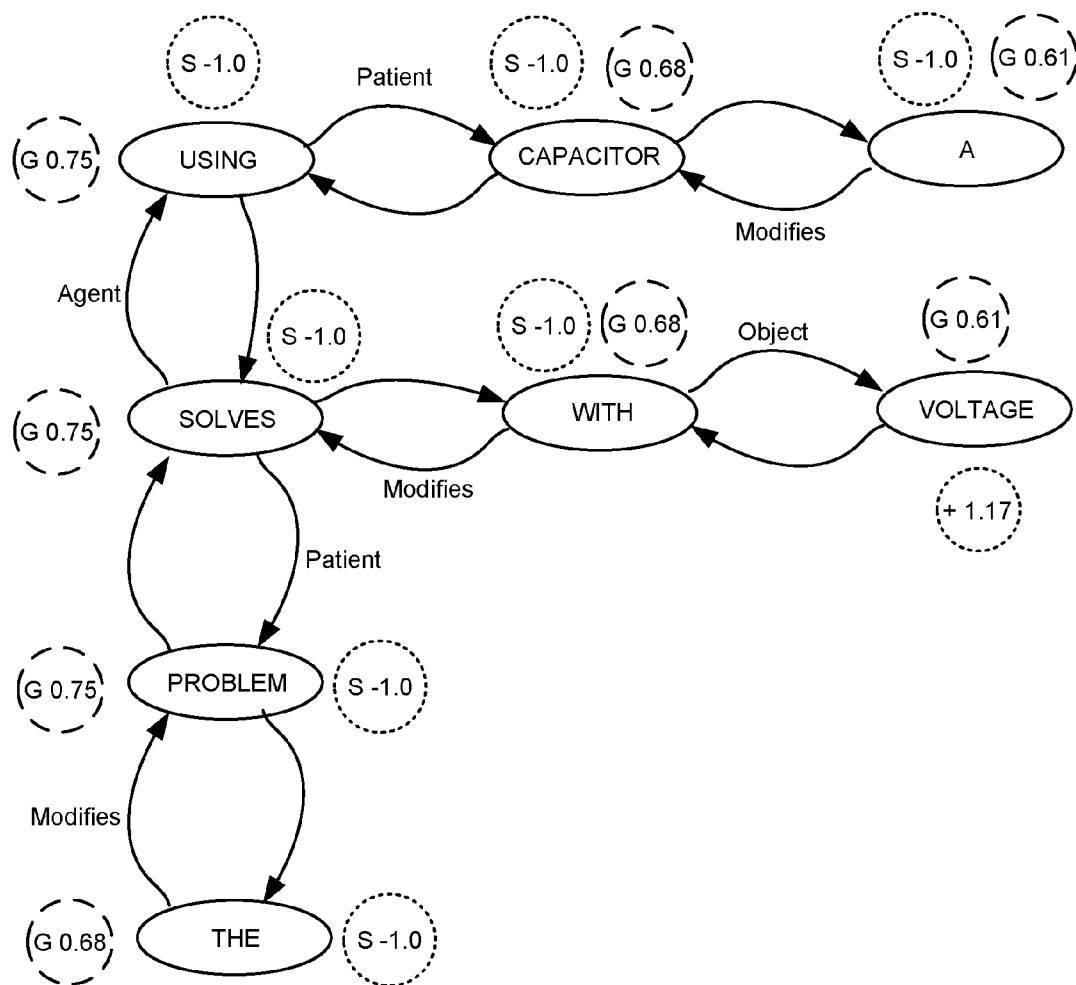 S -1.0
Patient
S -1.0
G 0.68
S -1.0
G 0.61
G 0.75
USING
CAPACITOR
A
Modifies
Agent
S -1.0
S -1.0
G 0.68
Object
G 0.61
G 0.75
SOLVES
WITH
VOLTAGE
Modifies
+ 1.17
Patient
G 0.75
PROBLEM
S -1.0
Modifies
G 0.68
THE
S -1.0